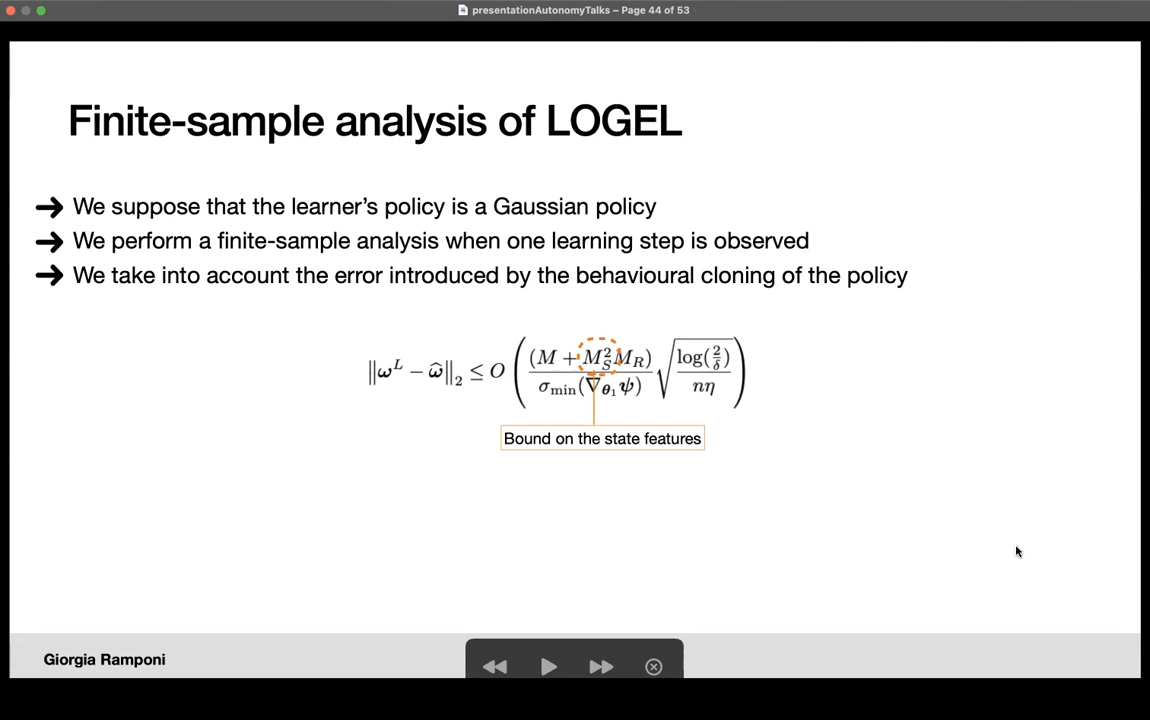 presentationAutonomyTalks – Page 44 of 53
Finite-sample analysis of LOGEL
→ We suppose that the learner’s policy is a Gaussian policy
→ We perform a finite-sample analysis when one learning step is observed
→ We take into account the error introduced by the behavioural cloning of the policy
‖ω^L − ω̂‖₂ ≤ O( (M + M_S² M_R) / σ_min(∇_θ₁ ψ) √( log(2/δ) / nη ) )
Bound on the state features
Giorgia Ramponi